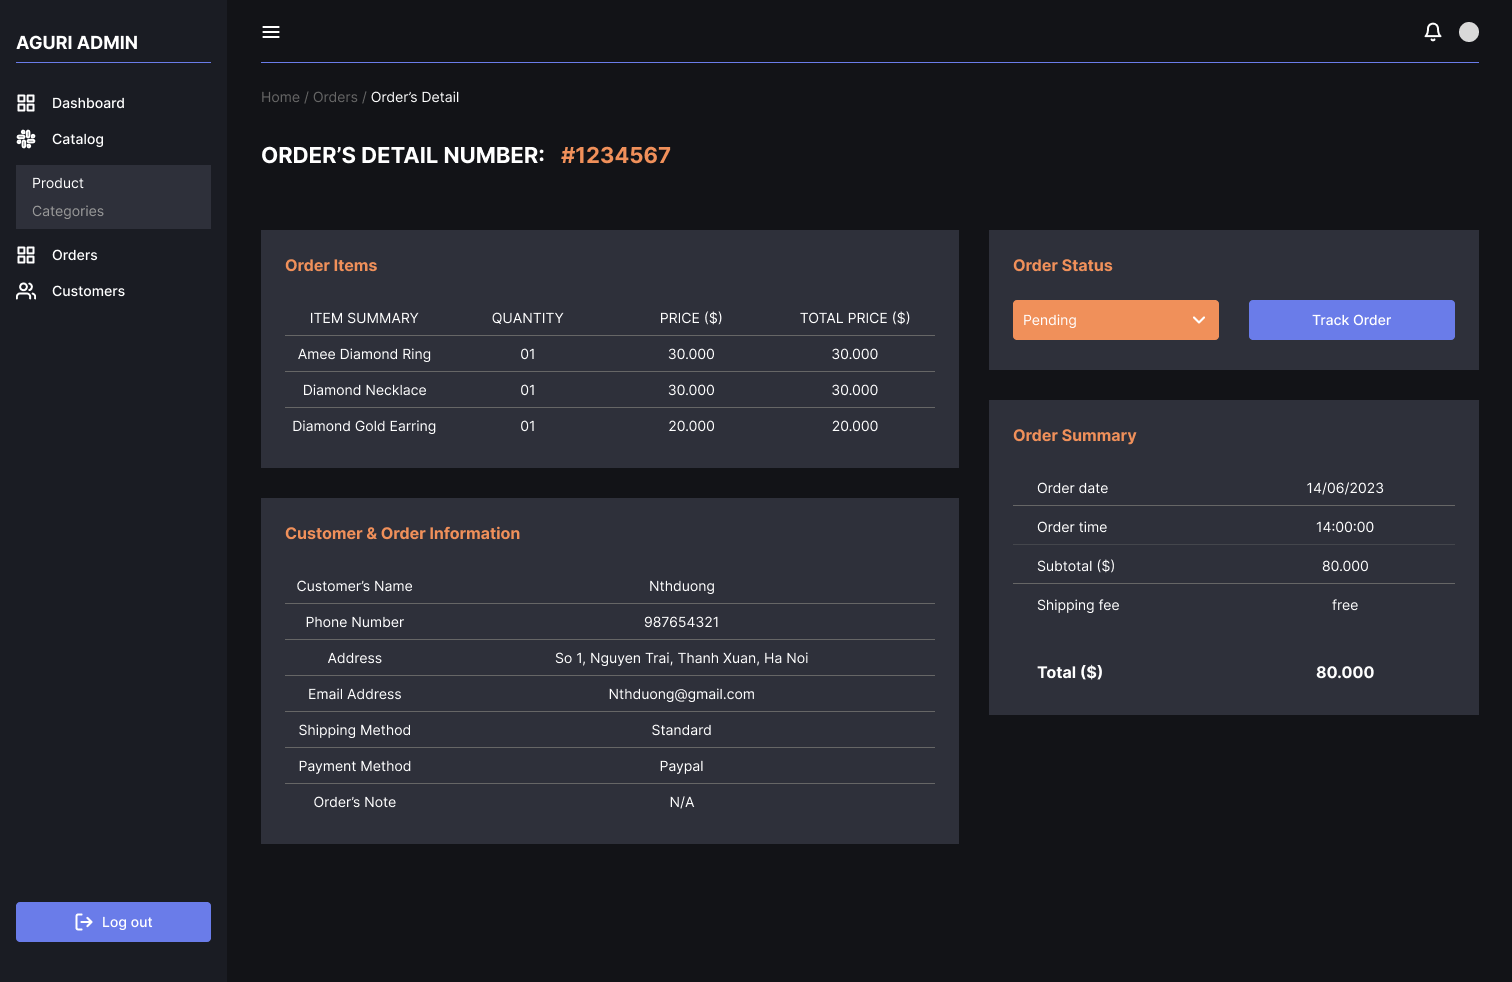 AGURI ADMIN
Dashboard
Catalog
Product
Categories
Orders
Customers
Log out
Home / Orders / Order’s Detail
ORDER’S DETAIL NUMBER: #1234567
Order Items
ITEM SUMMARY QUANTITY PRICE ($) TOTAL PRICE ($)
Amee Diamond Ring 01 30.000 30.000
Diamond Necklace 01 30.000 30.000
Diamond Gold Earring 01 20.000 20.000
Customer & Order Information
Customer’s Name Nthduong
Phone Number 987654321
Address So 1, Nguyen Trai, Thanh Xuan, Ha Noi
Email Address Nthduong@gmail.com
Shipping Method Standard
Payment Method Paypal
Order’s Note N/A
Order Status
Pending Track Order
Order Summary
Order date 14/06/2023
Order time 14:00:00
Subtotal ($) 80.000
Shipping fee free
Total ($) 80.000